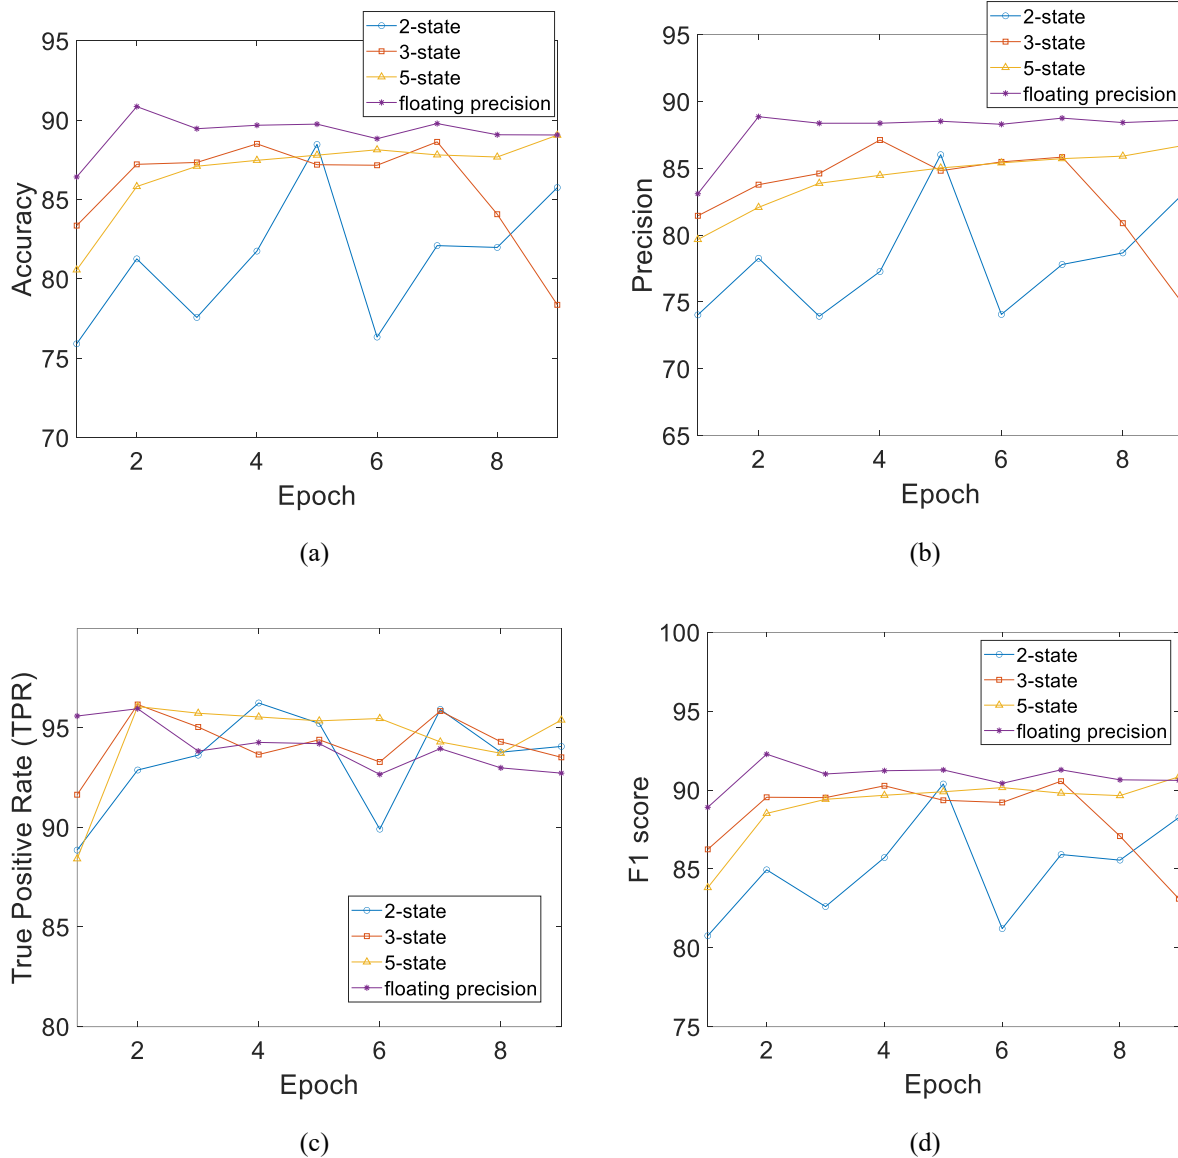 2-state
3-state
5-state
floating precision
95
90
85
80
75
70
Accuracy
2
4
6
8
Epoch
(a)
2-state
3-state
5-state
floating precision
95
90
85
80
75
70
65
Precision
2
4
6
8
Epoch
(b)
95
90
85
80
True Positive Rate (TPR)
2-state
3-state
5-state
floating precision
2
4
6
8
Epoch
(c)
100
95
90
85
80
75
F1 score
2-state
3-state
5-state
floating precision
2
4
6
8
Epoch
(d)